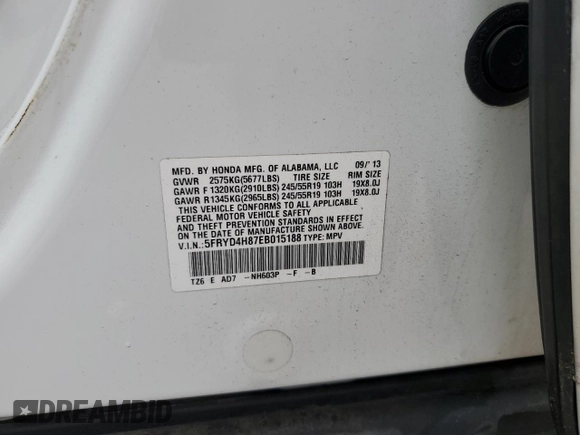 MFD. BY HONDA MFG. OF ALABAMA, LLC 09/'13
GVWR 2575KG(5677LBS) TIRE SIZE RIM SIZE
GAWR F 1320KG(2910LBS) 245/55R19 103H 19X8.0J
GAWR R 1345KG(2965LBS) 245/55R19 103H 19X8.0J
THIS VEHICLE CONFORMS TO ALL APPLICABLE
FEDERAL MOTOR VEHICLE SAFETY
AND THEFT PREVENTION STANDARDS IN EFFECT
ON THE DATE OF MANUFACTURE SHOWN ABOVE.
V.I.N.:5FRYD4H87EB015188 TYPE: MPV
TZ6 E AD7 -NH603P -F -B
DREAMBID